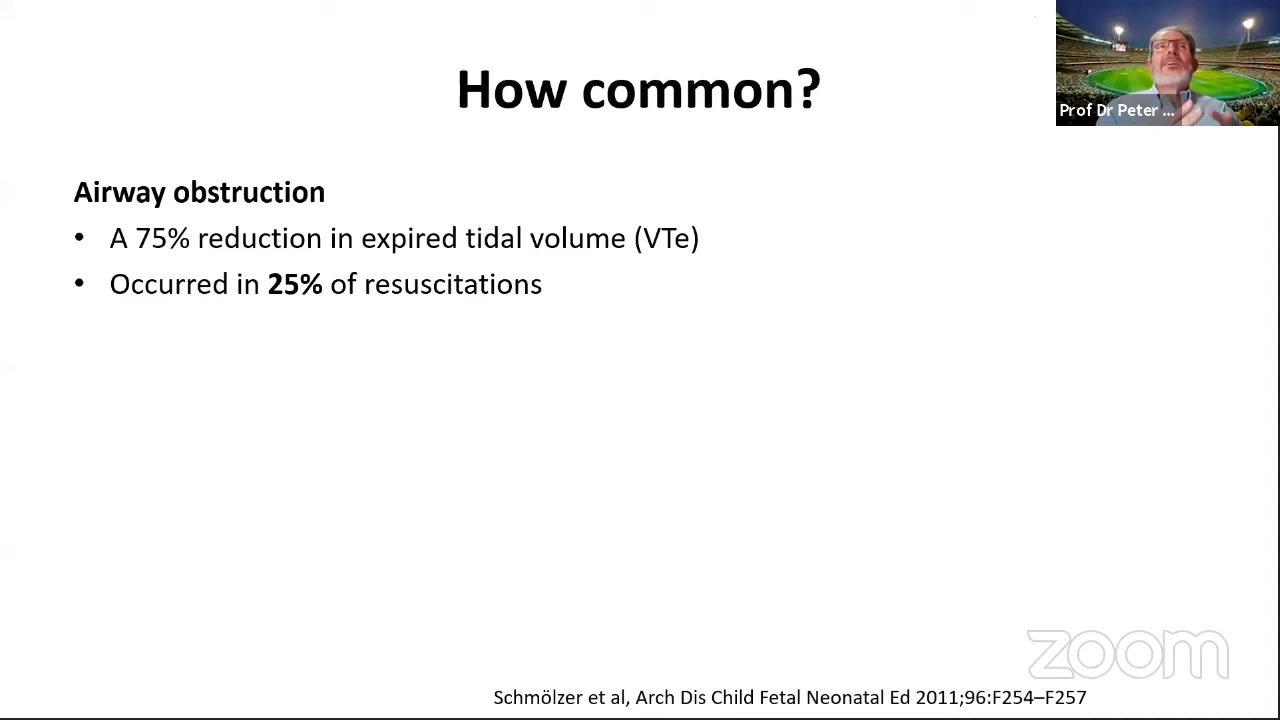 How common?
Prof Dr Peter ...
Airway obstruction
• A 75% reduction in expired tidal volume (VTe)
• Occurred in 25% of resuscitations
zoom
Schmölzer et al, Arch Dis Child Fetal Neonatal Ed 2011;96:F254–F257